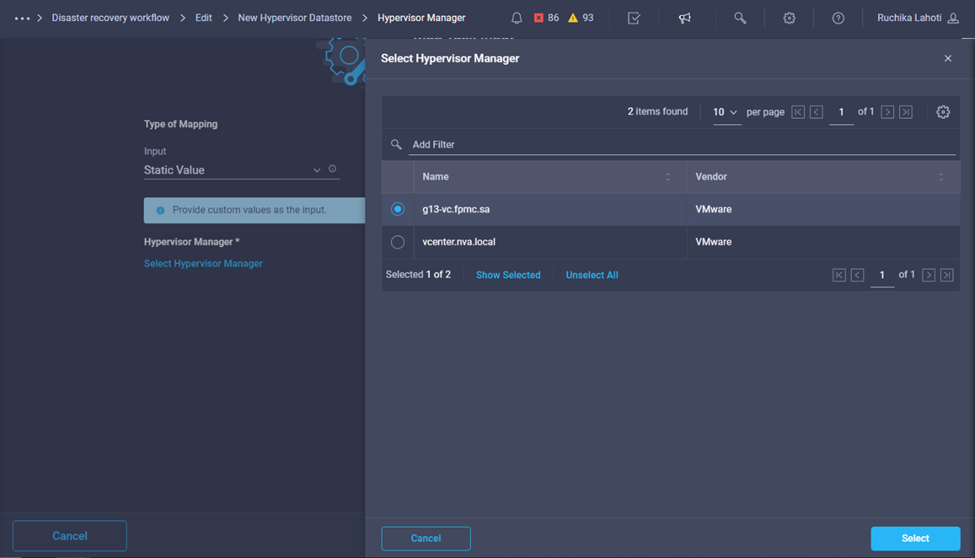 ••• > Disaster recovery workflow > Edit > New Hypervisor Datastore > Hypervisor Manager 86 93 Ruchika Lahoti
Select Hypervisor Manager
Type of Mapping
Input
Static Value
Provide custom values as the input.
Hypervisor Manager *
Select Hypervisor Manager
Cancel
2 items found 10 per page 1 of 1
Add Filter
Name Vendor
g13-vc.fpmc.sa VMware
vcenter.nva.local VMware
Selected 1 of 2 Show Selected Unselect All 1 of 1
Cancel Select